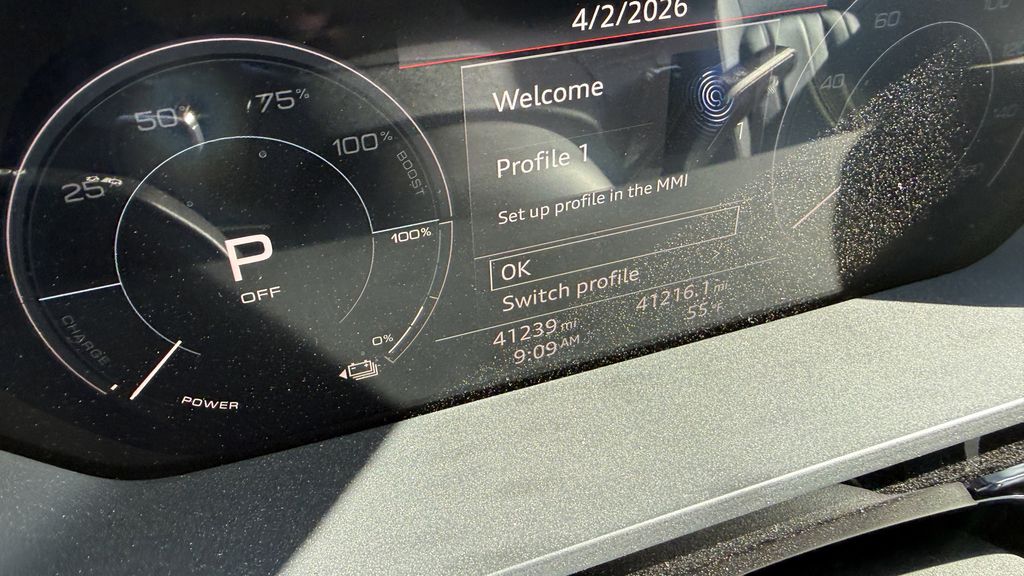 4/2/2026
Welcome
Profile 1
Set up profile in the MMI
OK
Switch profile
41239 mi
41216.1 mi
9:09 AM
55°F
25%
50%
75%
100%
BOOST
100%
P
OFF
CHARGE
0%
POWER
40
60